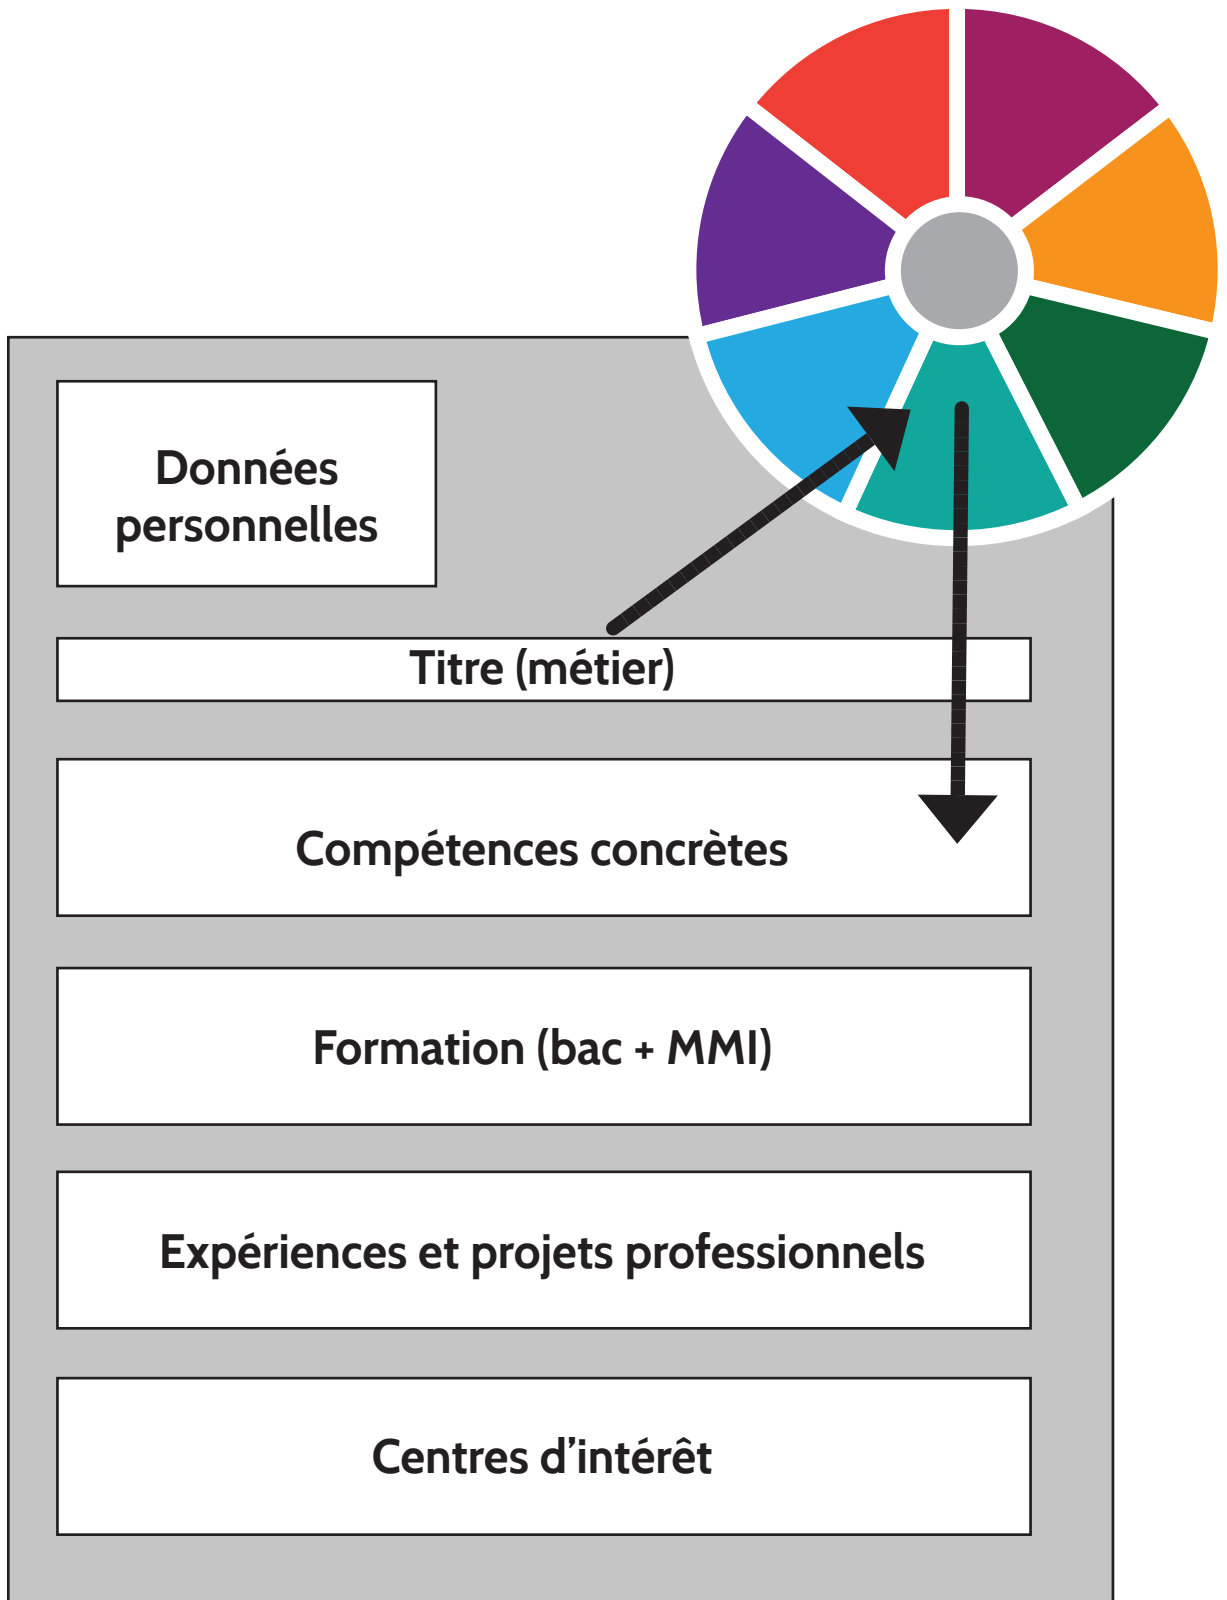 Données
personnelles
Titre (métier)
Compétences concrètes
Formation (bac + MMI)
Expériences et projets professionnels
Centres d’intérêt